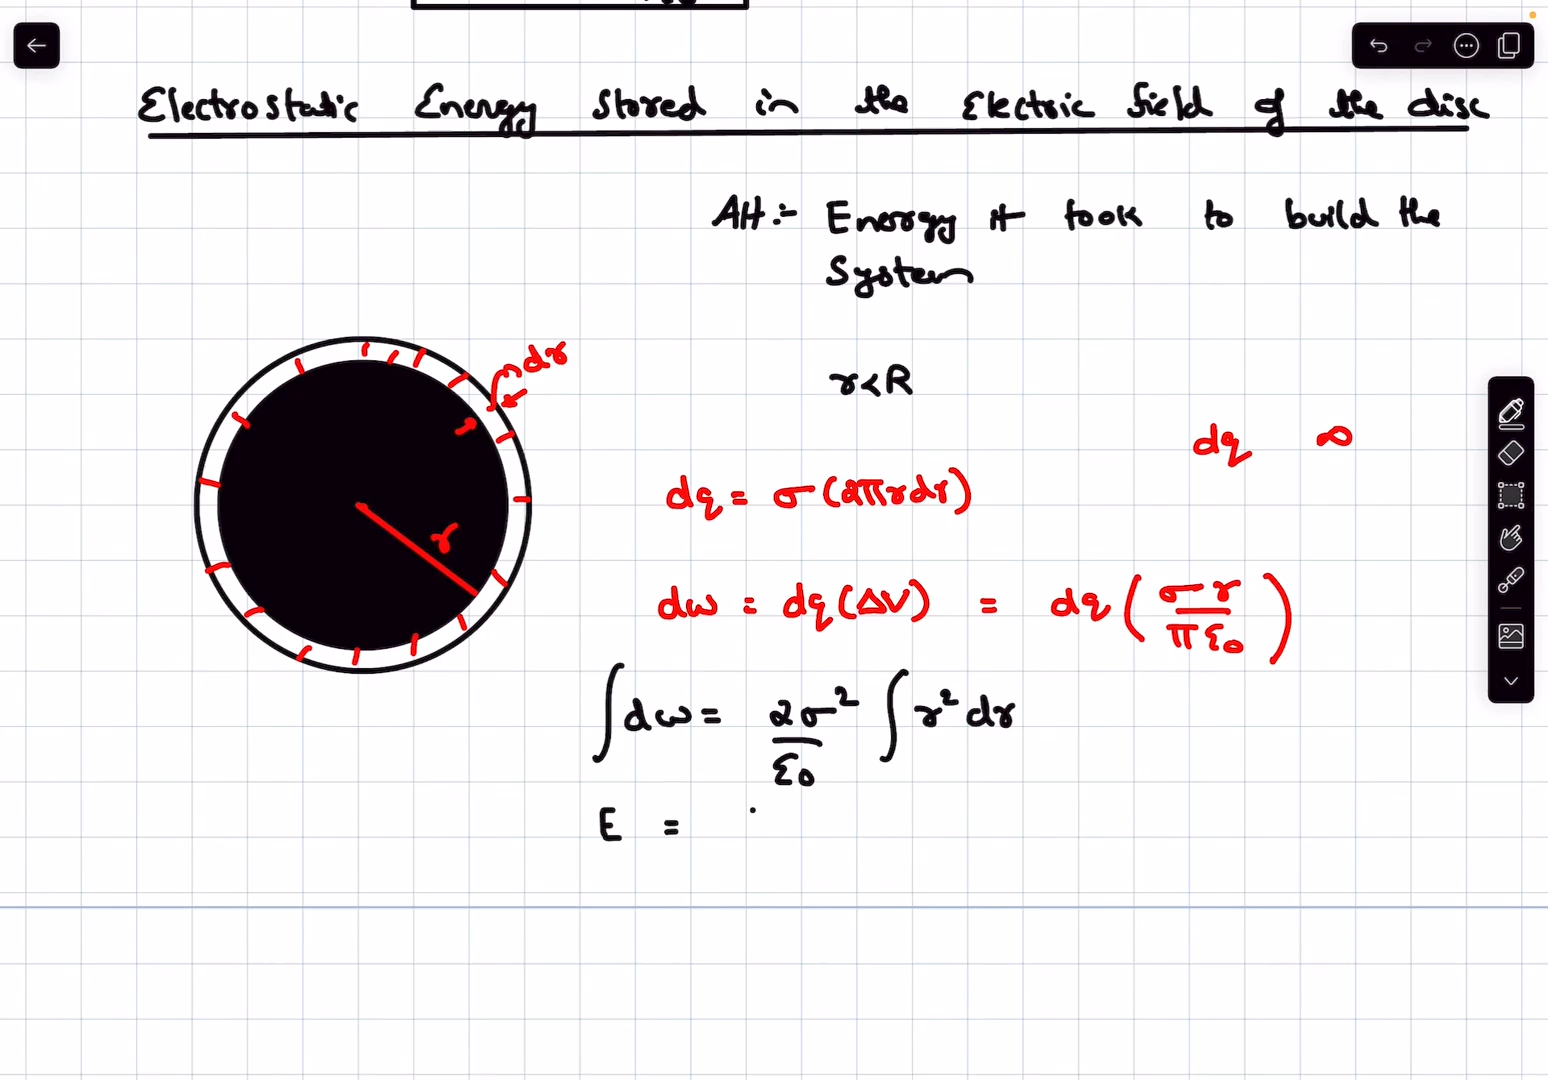 Electrostatic Energy stored in the Electric field of the disc
Alt :- Energy it took to build the
System
dr
r<R
dq ∞
dq = σ(2πrdr)
r
dw = dq(ΔV) = dq(σr/πε₀)
∫dw = 2σ²/ε₀ ∫r²dr
E =